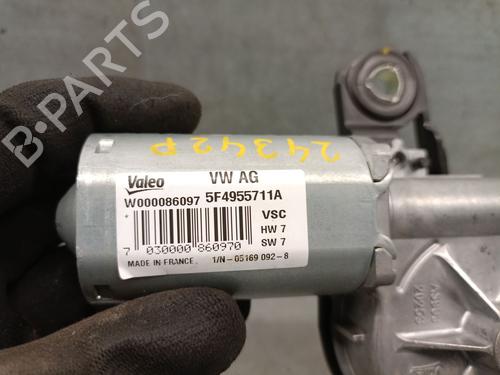 B-PARTS
24342P
Valeo VW AG
W000086097 5F4955711A
* VSC
HW 7
7 030000 860970 SW 7
MADE IN FRANCE 1/N - 05169 092 - 8